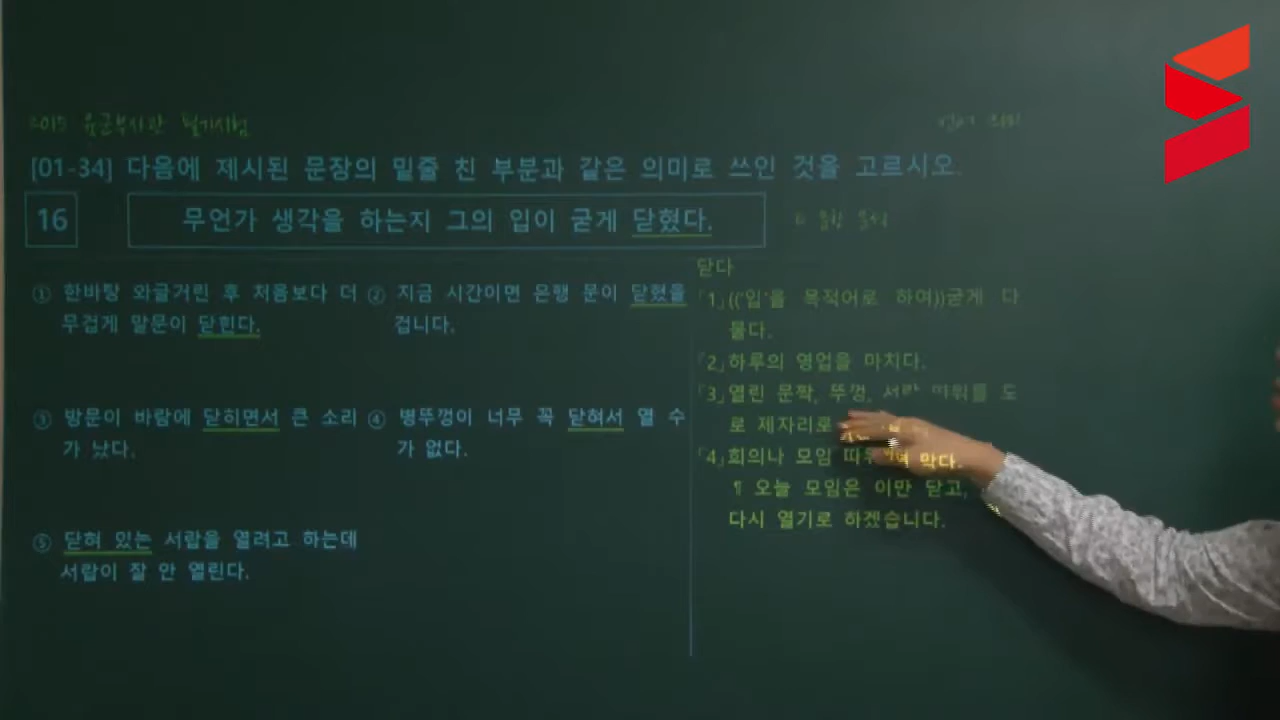 [01-34] 다음에 제시된 문장의 밑줄 친 부분과 같은 의미로 쓰인 것을 고르시오.
16
무언가 생각을 하는지 그의 입이 굳게 닫혔다.
① 한바탕 와글거린 후 처음보다 더
무겁게 말문이 닫힌다.
② 지금 시간이면 은행 문이 닫혔을
겁니다.
③ 방문이 바람에 닫히면서 큰 소리
가 났다.
④ 병뚜껑이 너무 꼭 닫혀서 열 수
가 없다.
⑤ 닫혀 있는 서랍을 열려고 하는데
서랍이 잘 안 열린다.
닫다
「1」((‘입’을 목적어로 하여))굳게 다
물다.
「2」하루의 영업을 마치다.
「3」열린 문짝, 뚜껑, 서랍 따위를 도
로 제자리로
「4」회의나 모임 따위 막다.
¶ 오늘 모임은 이만 닫고,
다시 열기로 하겠습니다.